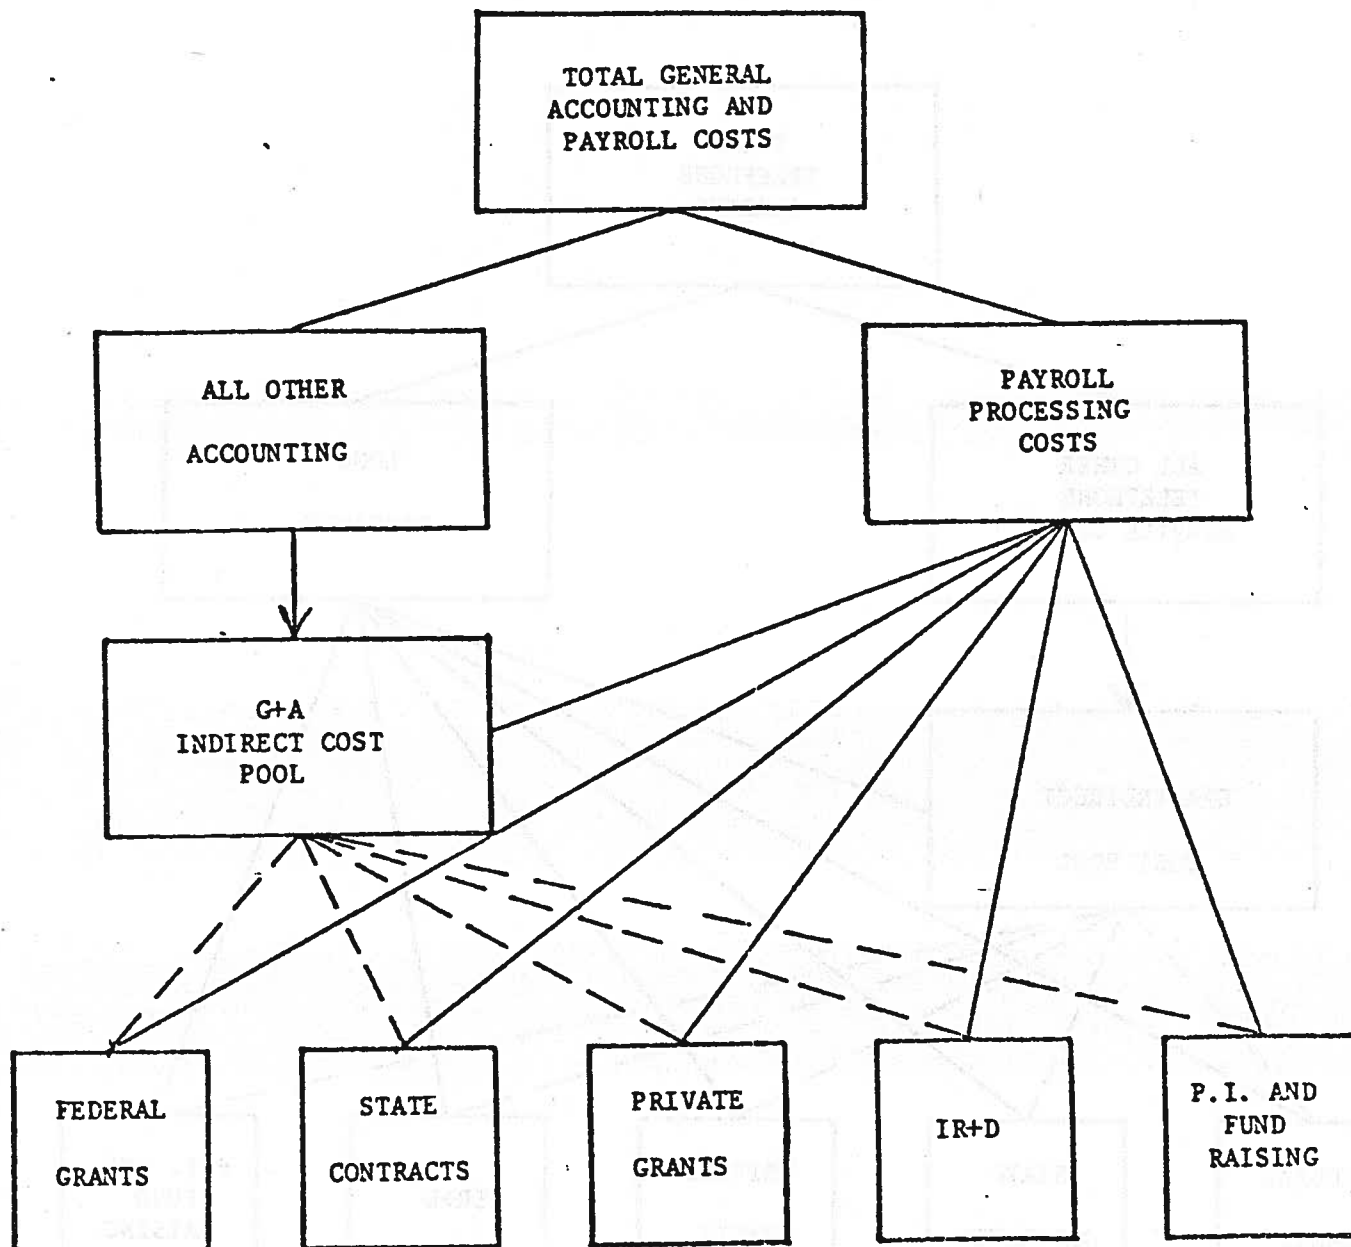 TOTAL GENERAL
ACCOUNTING AND
PAYROLL COSTS
ALL OTHER
ACCOUNTING
PAYROLL
PROCESSING
COSTS
G+A
INDIRECT COST
POOL
FEDERAL
GRANTS
STATE
CONTRACTS
PRIVATE
GRANTS
IR+D
P.I. AND
FUND
RAISING